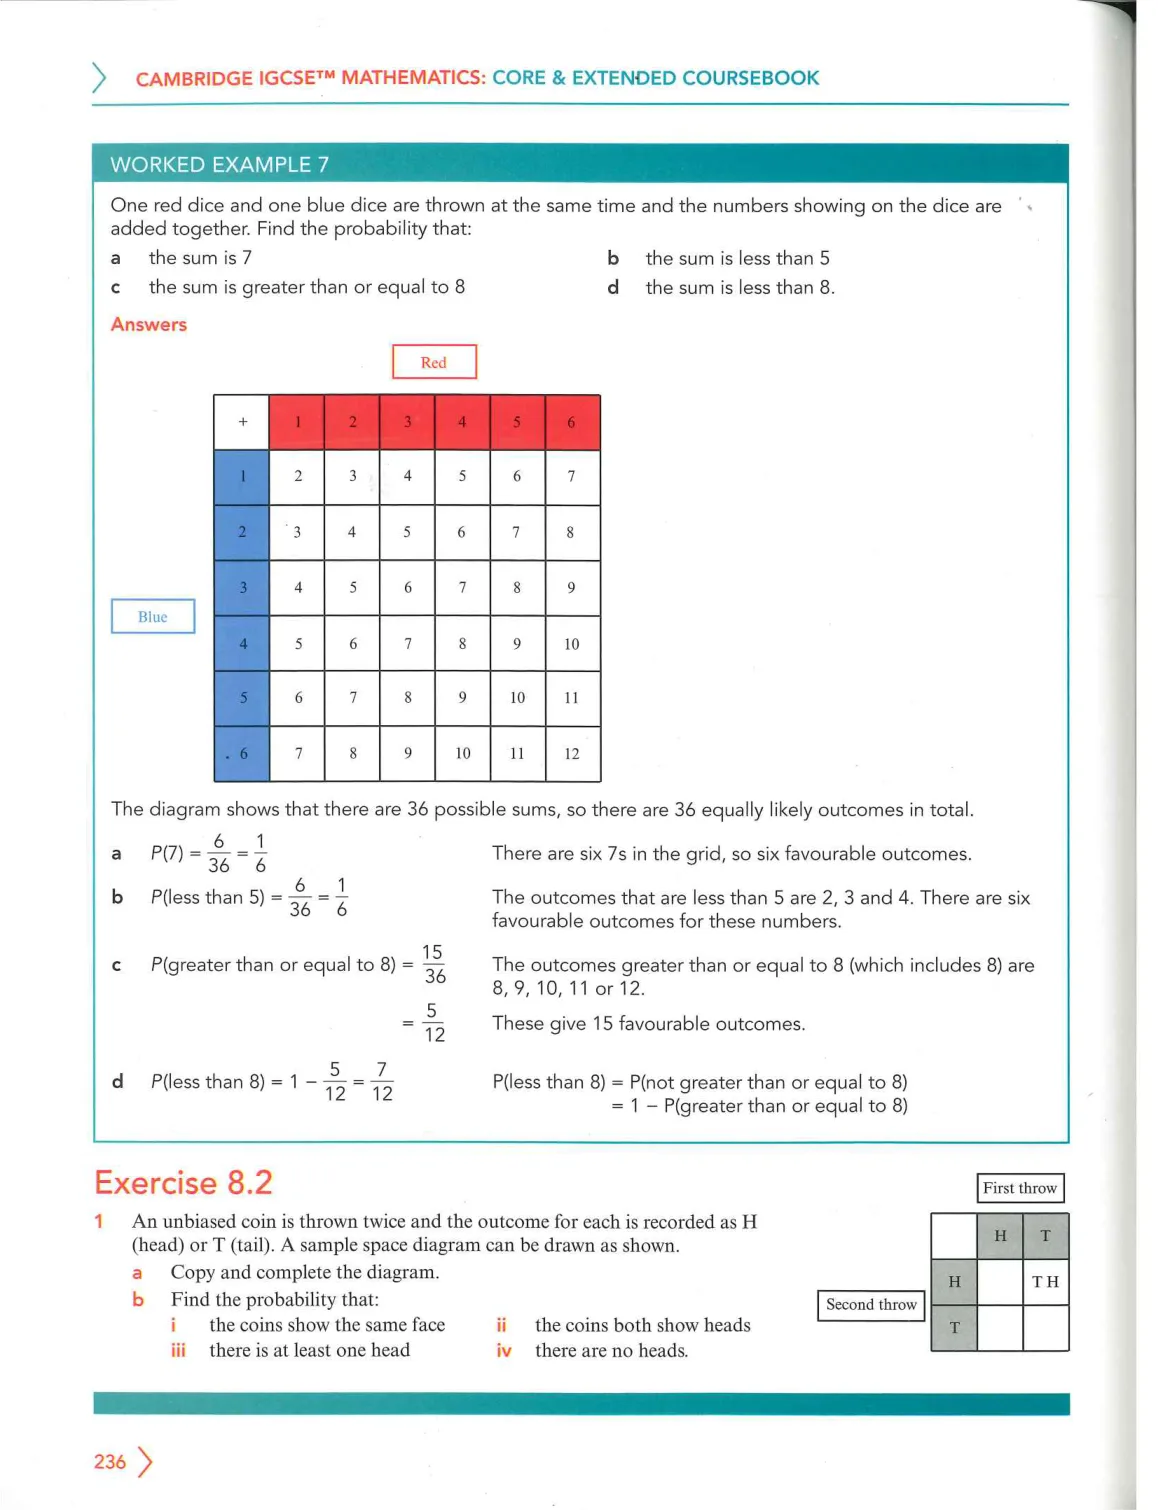 CAMBRIDGE IGCSE™ MATHEMATICS: CORE & EXTENDED COURSEBOOK
WORKED EXAMPLE 7
One red dice and one blue dice are thrown at the same time and the numbers showing on the dice are
added together. Find the probability that:
a the sum is 7 b the sum is less than 5
c the sum is greater than or equal to 8 d the sum is less than 8.
Answers
Red
+ 1 2 3 4 5 6
1 2 3 4 5 6 7
2 3 4 5 6 7 8
3 4 5 6 7 8 9
Blue
4 5 6 7 8 9 10
5 6 7 8 9 10 11
6 7 8 9 10 11 12
The diagram shows that there are 36 possible sums, so there are 36 equally likely outcomes in total.
a P(7) = 6/36 = 1/6 There are six 7s in the grid, so six favourable outcomes.
b P(less than 5) = 6/36 = 1/6 The outcomes that are less than 5 are 2, 3 and 4. There are six
favourable outcomes for these numbers.
c P(greater than or equal to 8) = 15/36 The outcomes greater than or equal to 8 (which includes 8) are
8, 9, 10, 11 or 12.
= 5/12 These give 15 favourable outcomes.
d P(less than 8) = 1 − 5/12 = 7/12 P(less than 8) = P(not greater than or equal to 8)
= 1 − P(greater than or equal to 8)
Exercise 8.2
1 An unbiased coin is thrown twice and the outcome for each is recorded as H
(head) or T (tail). A sample space diagram can be drawn as shown.
a Copy and complete the diagram.
b Find the probability that:
i the coins show the same face ii the coins both show heads
iii there is at least one head iv there are no heads.
First throw
H T
H T H
Second throw
T
236